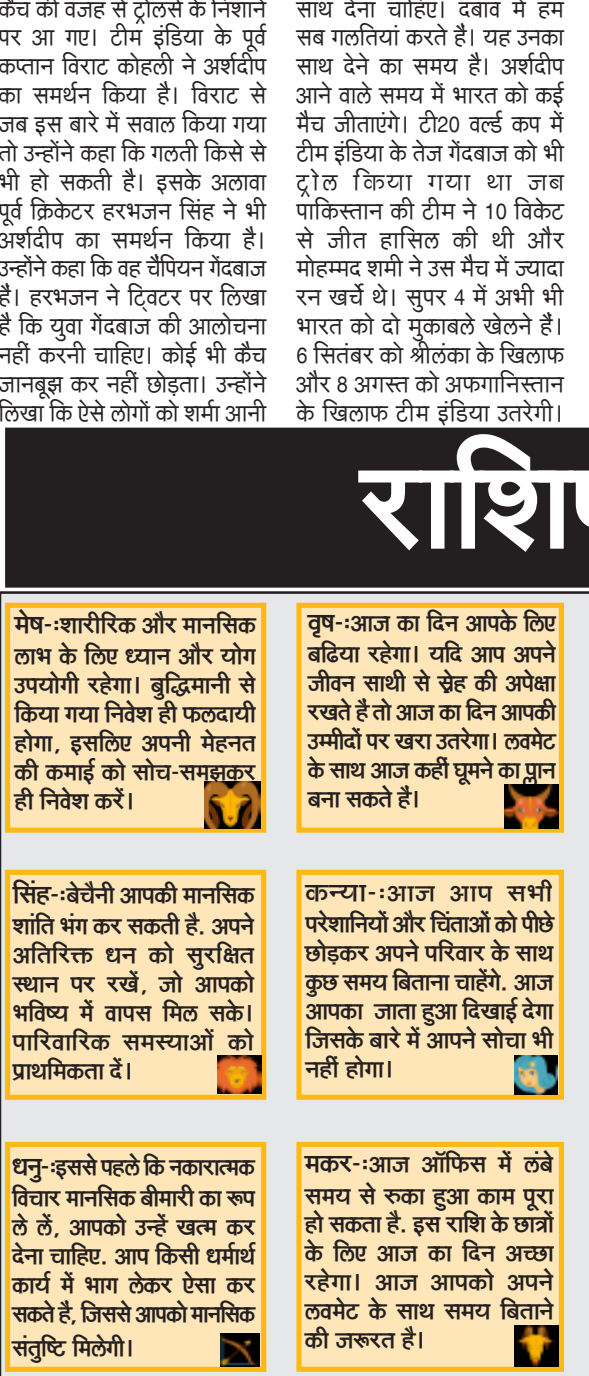 कैच की वजह से ट्रोलर्स के निशाने
पर आ गए। टीम इंडिया के पूर्व
कप्तान विराट कोहली ने अर्शदीप
का समर्थन किया है। विराट से
जब इस बारे में सवाल किया गया
तो उन्होंने कहा कि गलती किसे से
भी हो सकती है। इसके अलावा
पूर्व क्रिकेटर हरभजन सिंह ने भी
अर्शदीप का समर्थन किया है।
उन्होंने कहा कि वह चैंपियन गेंदबाज
हैं। हरभजन ने ट्विटर पर लिखा
है कि युवा गेंदबाज की आलोचना
नहीं करनी चाहिए। कोई भी कैच
जानबूझ कर नहीं छोड़ता। उन्होंने
लिखा कि ऐसे लोगों को शर्मा आनी
साथ देना चाहिए। दबाव में हम
सब गलतियां करते हैं। यह उनका
साथ देने का समय है। अर्शदीप
आने वाले समय में भारत को कई
मैच जीताएंगे। टी20 वर्ल्ड कप में
टीम इंडिया के तेज गेंदबाज को भी
ट्रोल किया गया था जब
पाकिस्तान की टीम ने 10 विकेट
से जीत हासिल की थी और
मोहम्मद शमी ने उस मैच में ज्यादा
रन खर्चे थे। सुपर 4 में अभी भी
भारत को दो मुकाबले खेलने हैं।
6 सितंबर को श्रीलंका के खिलाफ
और 8 अगस्त को अफगानिस्तान
के खिलाफ टीम इंडिया उतरेगी।
मेष-ःशारीरिक और मानसिक
लाभ के लिए ध्यान और योग
उपयोगी रहेगा। बुद्धिमानी से
किया गया निवेश ही फलदायी
होगा, इसलिए अपनी मेहनत
की कमाई को सोच-समझकर
ही निवेश करें।
वृष-ःआज का दिन आपके लिए
बढिया रहेगा। यदि आप अपने
जीवन साथी से स्नेह की अपेक्षा
रखते है तो आज का दिन आपकी
उम्मीदों पर खरा उतरेगा। लवमेट
के साथ आज कहीं घूमने का प्लान
बना सकते है।
सिंह-ःबेचैनी आपकी मानसिक
शांति भंग कर सकती है. अपने
अतिरिक्त धन को सुरक्षित
स्थान पर रखें, जो आपको
भविष्य में वापस मिल सके।
पारिवारिक समस्याओं को
प्राथमिकता दें।
कन्या-ःआज आप सभी
परेशानियों और चिंताओं को पीछे
छोड़कर अपने परिवार के साथ
कुछ समय बिताना चाहेंगे. आज
आपका जाता हुआ दिखाई देगा
जिसके बारे में आपने सोचा भी
नहीं होगा।
धनु-ःइससे पहले कि नकारात्मक
विचार मानसिक बीमारी का रूप
ले लें, आपको उन्हें खत्म कर
देना चाहिए. आप किसी धर्मार्थ
कार्य में भाग लेकर ऐसा कर
सकते है, जिससे आपको मानसिक
संतुष्टि मिलेगी।
मकर-ःआज ऑफिस में लंबे
समय से रुका हुआ काम पूरा
हो सकता है. इस राशि के छात्रों
के लिए आज का दिन अच्छा
रहेगा। आज आपको अपने
लवमेट के साथ समय बिताने
की जरूरत है।